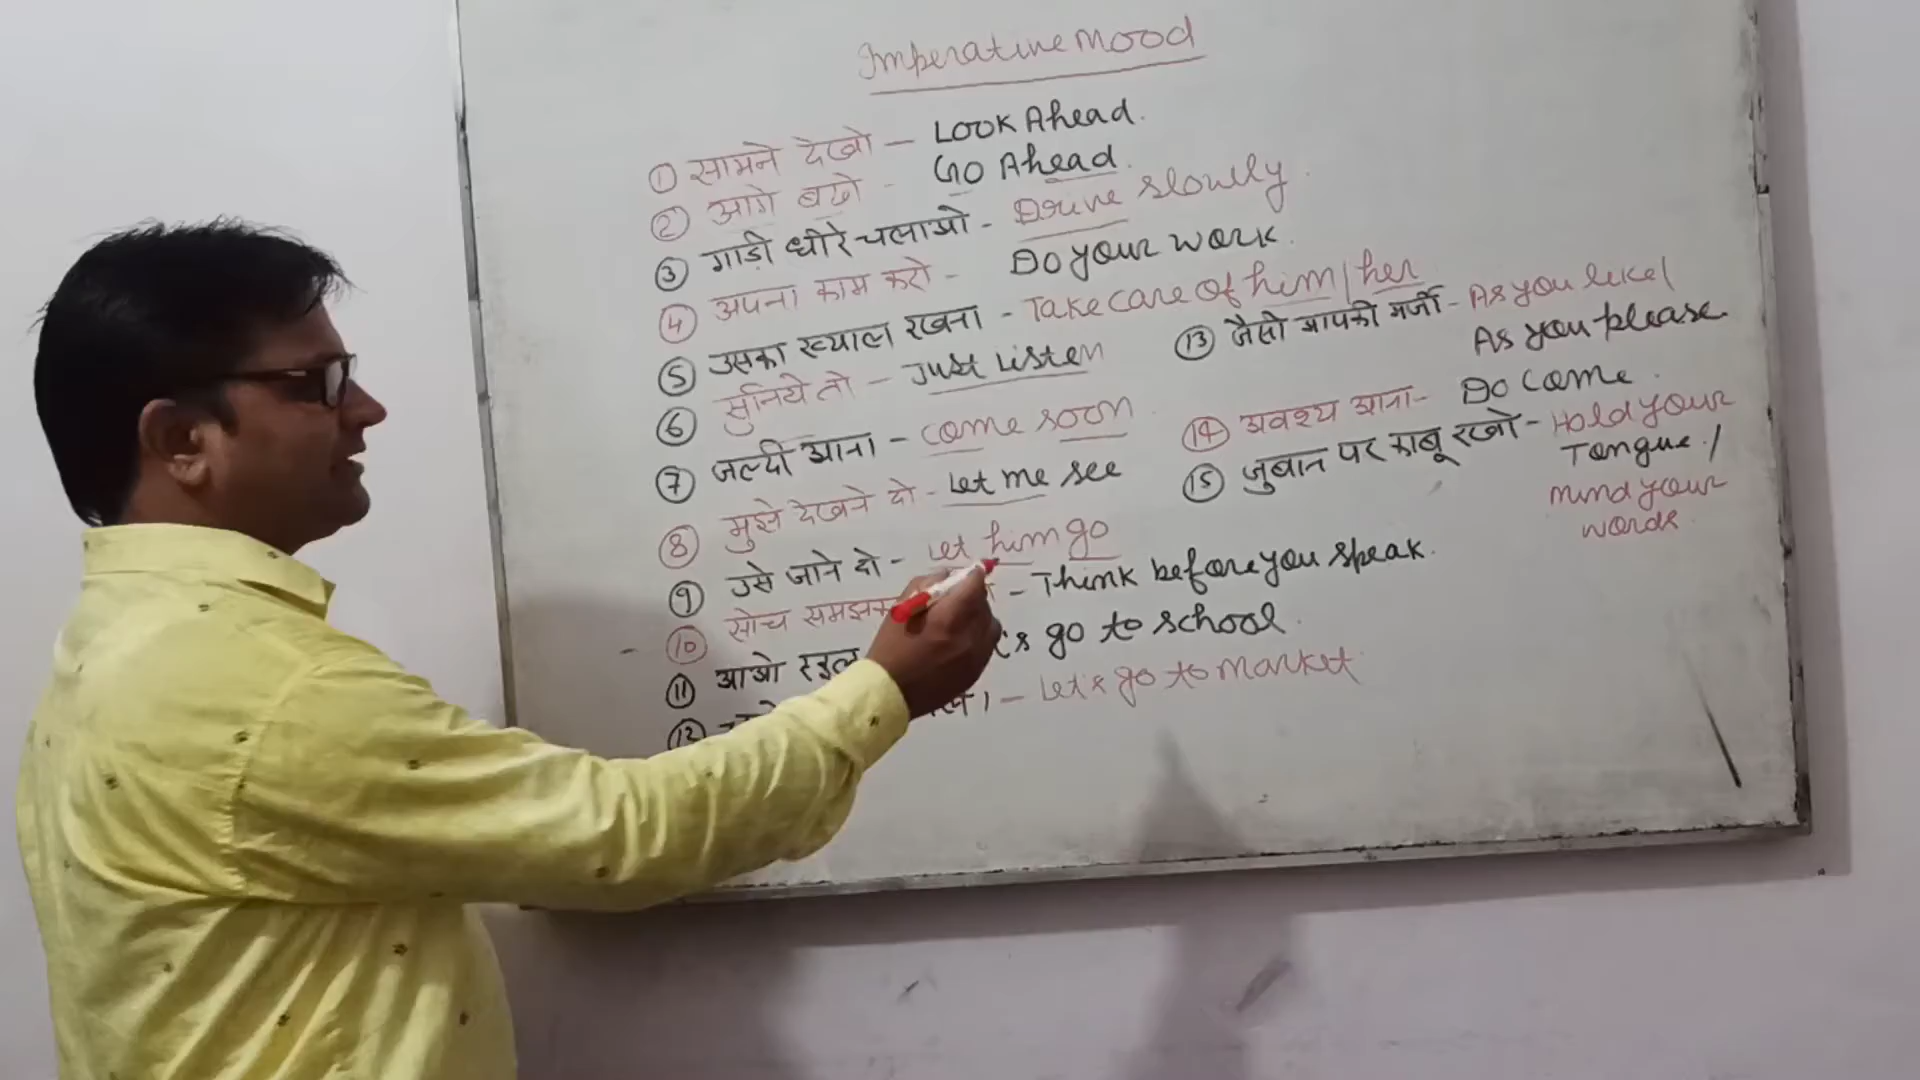 Imperative Mood
① सामने देखो – Look Ahead.
② आगे बढो - Go Ahead.
③ गाड़ी धीरे चलाओ - Drive slowly.
④ अपना काम करो - Do your work.
⑤ उसका ख्याल रखना - Take care of him/her
⑥ सुनिये तो – Just Listen
⑦ जल्दी आना – come soon
⑧ मुझे देखने दो - Let me see
⑨ उसे जाने दो - Let him go
⑩ सोच समझक – Think before you speak.
⑪ आओ स्कूल 's go to school.
⑫ – Let's go to market.
⑬ जैसी आपकी मर्जी - As you like/
As you please
⑭ अवश्य आना- Do come.
⑮ जुबान पर काबू रखो - Hold your
Tongue./
mind your
words.